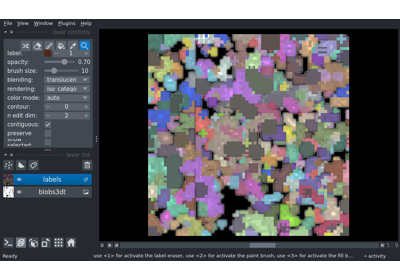 File View Window Plugins Help
layer controls
label: 1
opacity: 0.70
brush size: 10
blending: translucen
rendering: iso_catego
color mode: auto
contour: 0
n edit dim: 2
contiguous:
preserve
selected:
layer list
labels
blobs3dt
Ready
use <1> for activate the label eraser, use <2> for activate the paint brush, use <3> for activate the fill b...
activity